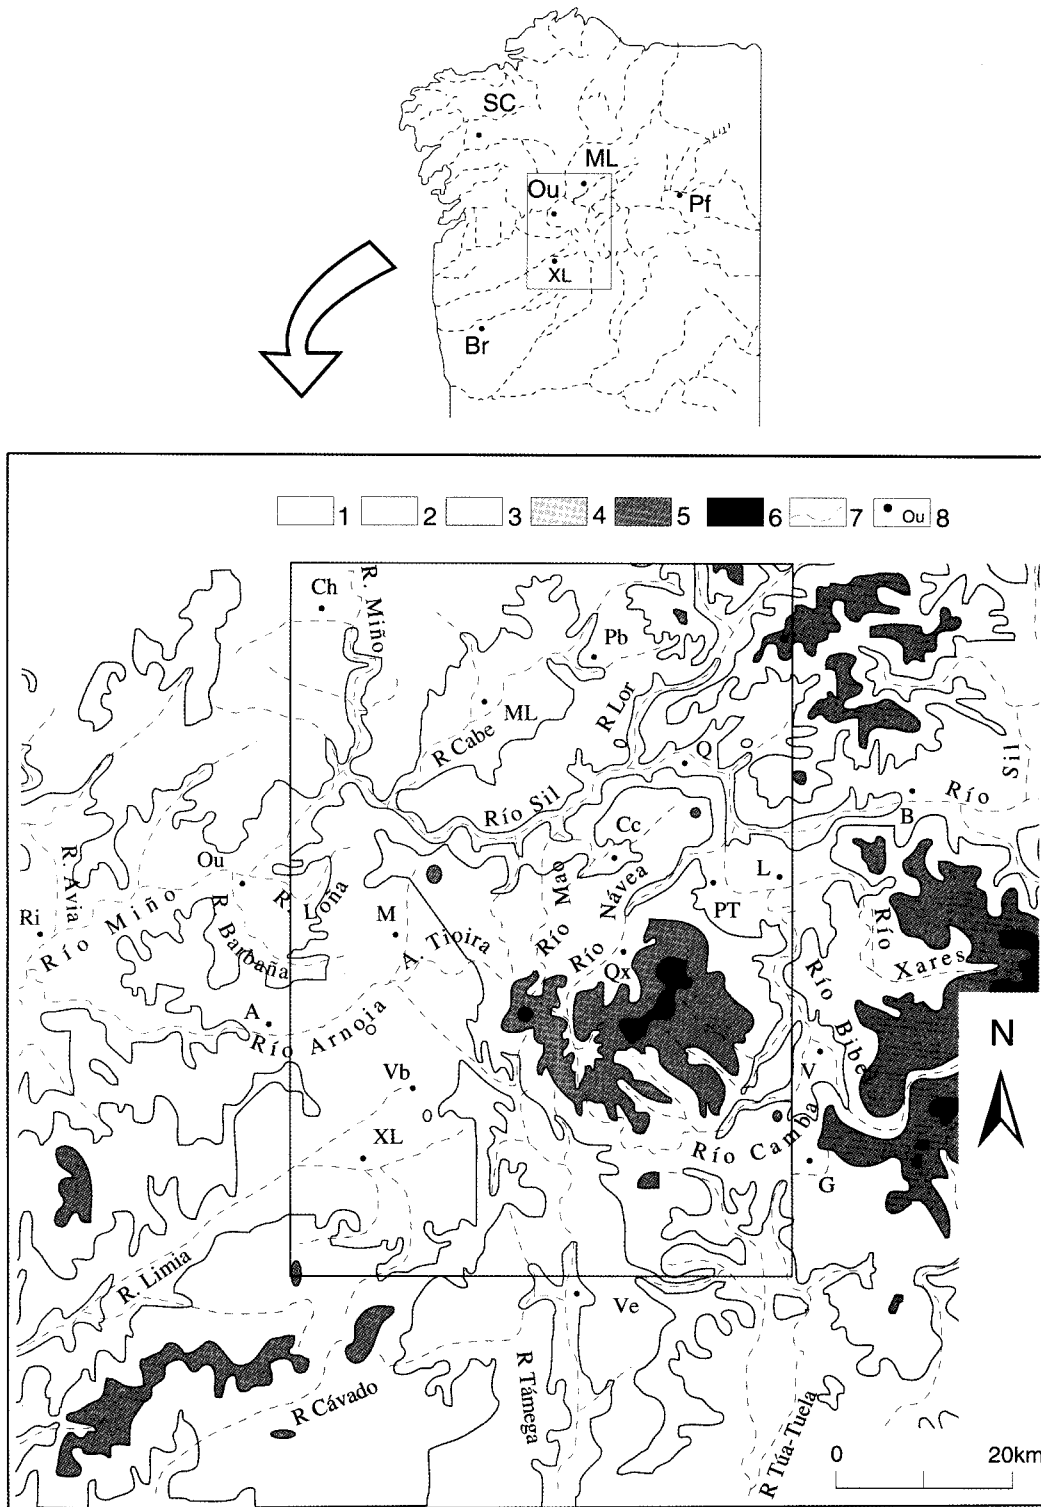 SC
ML
Ou
Pf
XL
Br
1
2
3
4
5
6
7
Ou
8
Ch
R. Miño
Pb
ML
R Lor
R Cabe
Q
Río Sil
Río
Sil
B
Cc
Ou
R. Avia
R. Loña
Río Mao
Río Návea
L
PT
Ri
Río Miño
R Barbaña
M
A. Tioira
Qx
Río Xares
Río Bibei
A
Río Arnoia
N
Vb
V
XL
Río Camba
G
R. Limia
Ve
R Cávado
R Támega
R Túa-Tuela
0
20km